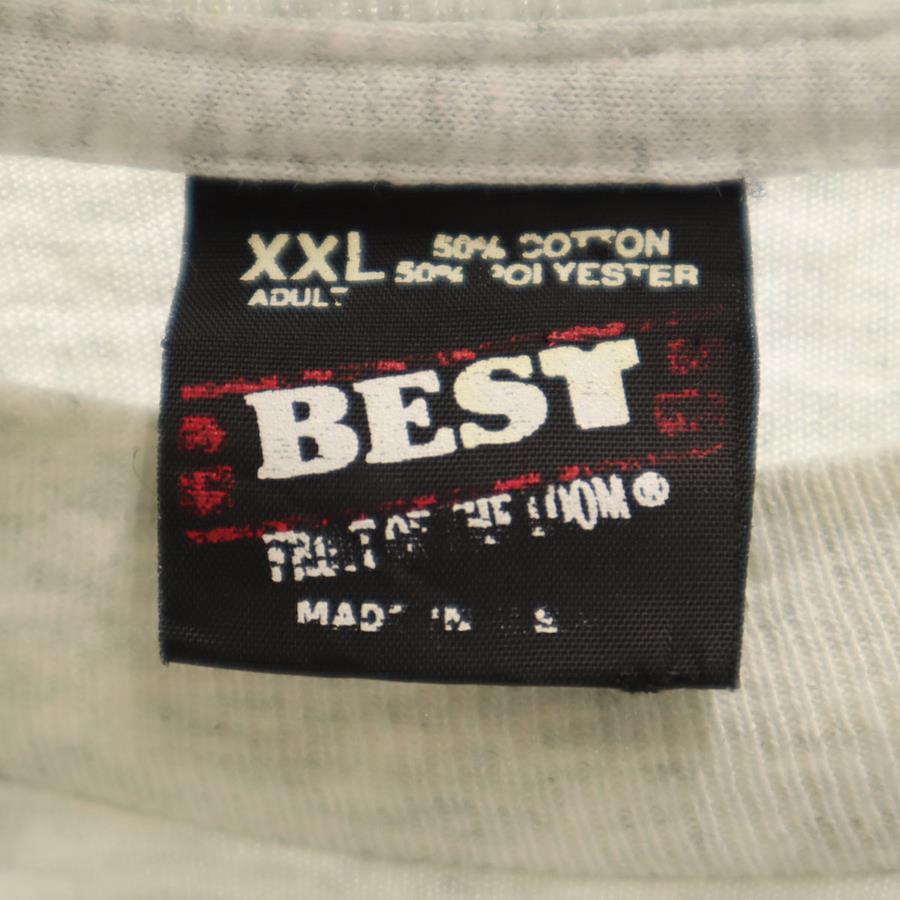 XXL 50% COTTON
ADULT 50% POLYESTER
BEST
FRUIT OF THE LOOM®
MADE IN U.S.